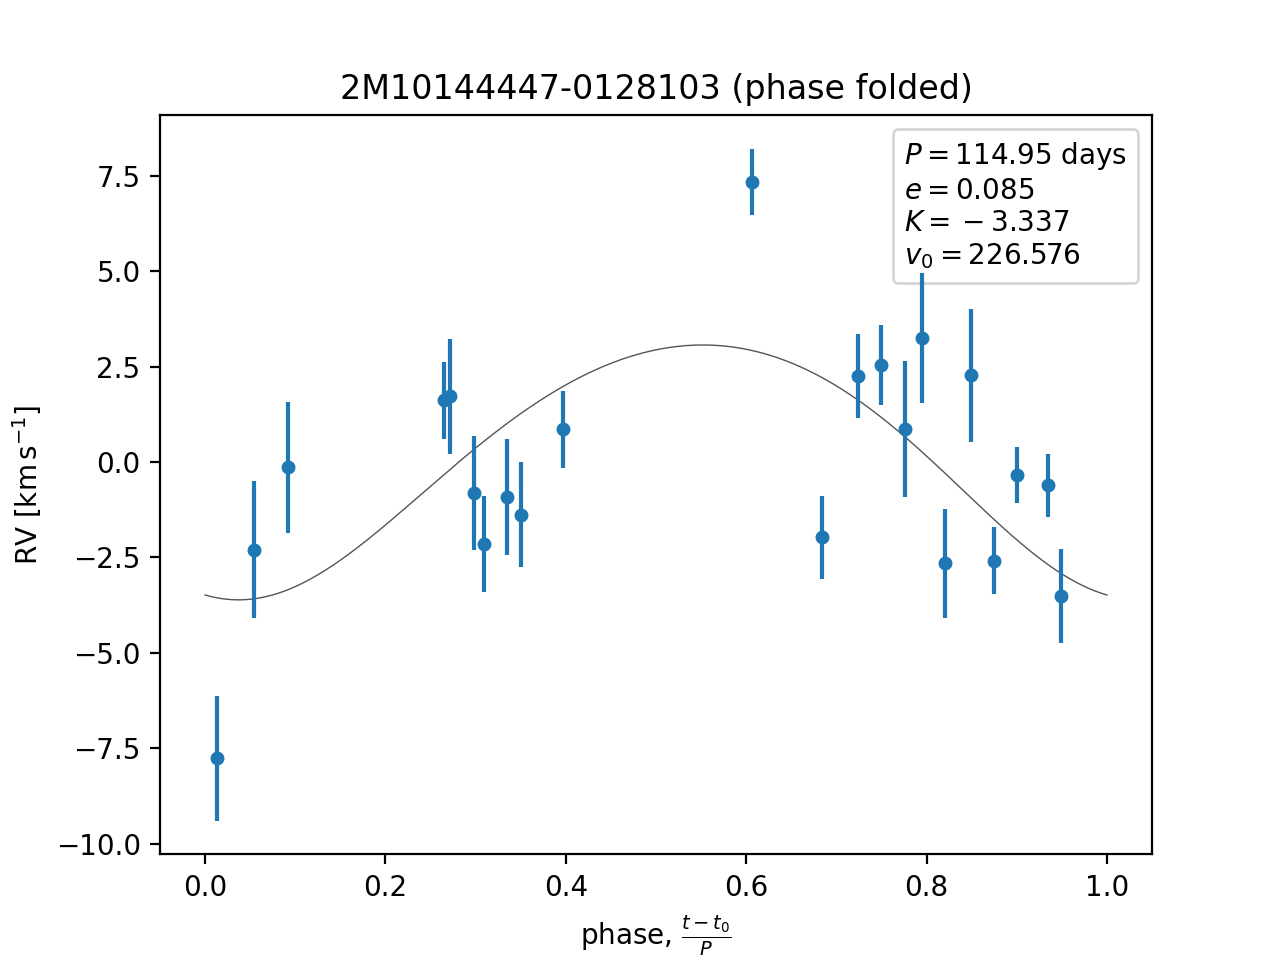 2M10144447-0128103 (phase folded)
P = 114.95 days
e = 0.085
K = −3.337
v₀ = 226.576
7.5
5.0
2.5
0.0
−2.5
−5.0
−7.5
−10.0
RV [km s⁻¹]
0.0 0.2 0.4 0.6 0.8 1.0
phase, (t − t₀)/P